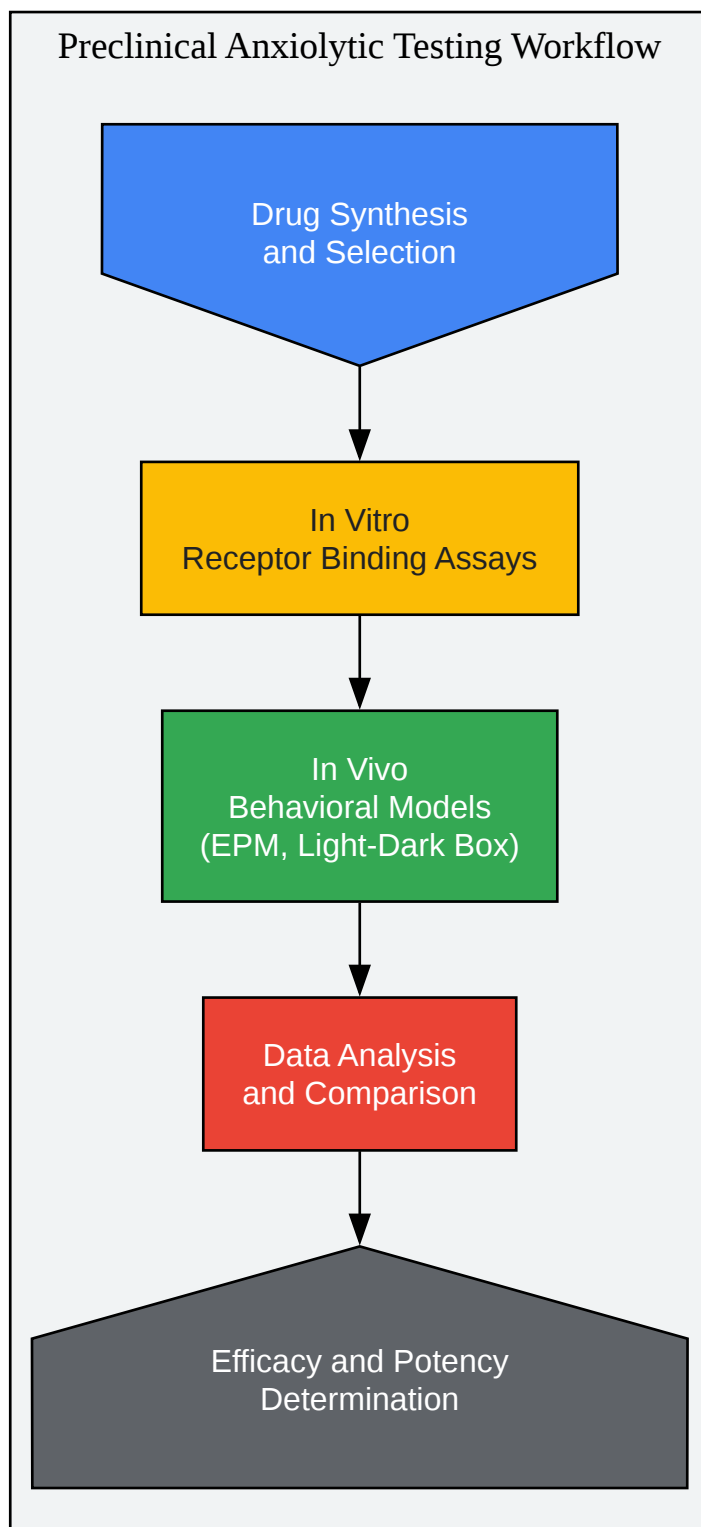 Preclinical Anxiolytic Testing Workflow
Drug Synthesis
and Selection
In Vitro
Receptor Binding Assays
In Vivo
Behavioral Models
(EPM, Light-Dark Box)
Data Analysis
and Comparison
Efficacy and Potency
Determination